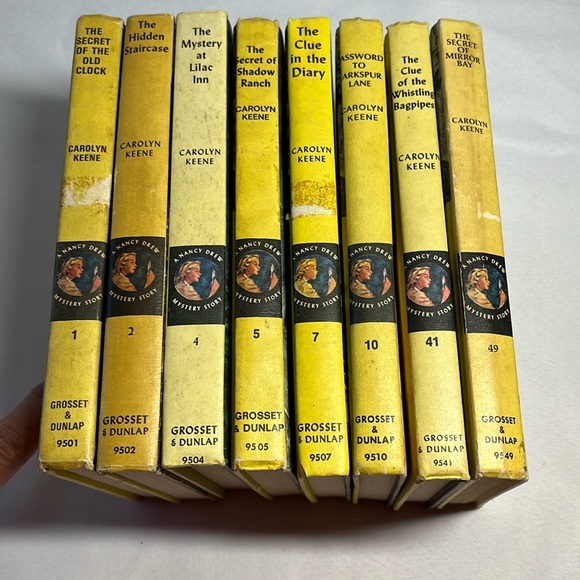 THE SECRET
OF THE OLD
CLOCK
CAROLYN
KEENE
A NANCY DREW
MYSTERY STORY
1
GROSSET
&
DUNLAP
9501
The
Hidden
Staircase
CAROLYN
KEENE
A NANCY DREW
MYSTERY STORY
2
GROSSET
& DUNLAP
9502
The
Mystery
at
Lilac
Inn
CAROLYN
KEENE
A NANCY DREW
MYSTERY STORY
4
GROSSET
& DUNLAP
9504
The
Secret of
Shadow
Ranch
CAROLYN
KEENE
A NANCY DREW
MYSTERY STORY
5
GROSSET
& DUNLAP
9505
The
Clue
in the
Diary
CAROLYN
KEENE
A NANCY DREW
MYSTERY STORY
7
GROSSET
& DUNLAP
9507
PASSWORD
TO
LARKSPUR
LANE
CAROLYN
KEENE
A NANCY DREW
MYSTERY STORY
10
GROSSET
& DUNLAP
9510
The
Clue
of the
Whistling
Bagpipes
CAROLYN
KEENE
A NANCY DREW
MYSTERY STORY
41
GROSSET
& DUNLAP
9541
THE
SECRET
OF
MIRROR
BAY
CAROLYN
KEENE
A NANCY DREW
MYSTERY STORY
49
GROSSET
& DUNLAP
9549